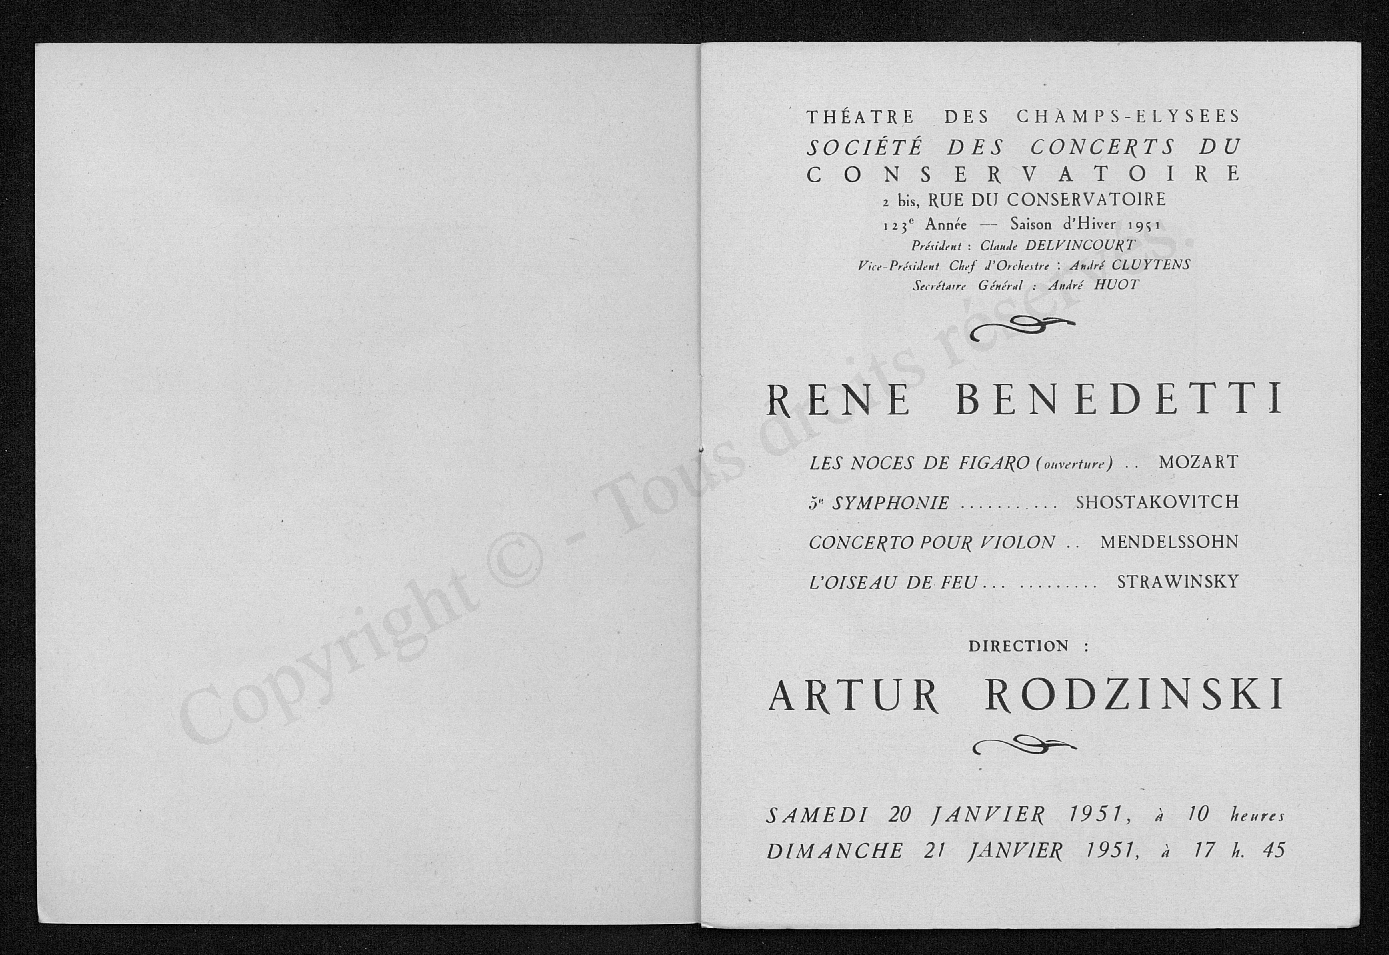 THÉATRE DES CHAMPS-ELYSEES
SOCIÉTÉ DES CONCERTS DU
CONSERVATOIRE
2 bis, RUE DU CONSERVATOIRE
123e Année — Saison d'Hiver 1951
Président : Claude DELVINCOURT
Vice-Président Chef d'Orchestre : André CLUYTENS
Secrétaire Général : André HUOT
RENE BENEDETTI
LES NOCES DE FIGARO (ouverture) .. MOZART
5e SYMPHONIE ........... SHOSTAKOVITCH
CONCERTO POUR VIOLON .. MENDELSSOHN
L'OISEAU DE FEU... ......... STRAWINSKY
DIRECTION :
ARTUR RODZINSKI
SAMEDI 20 JANVIER 1951, à 10 heures
DIMANCHE 21 JANVIER 1951, à 17 h. 45
Copyright © - Tous droits réservés.